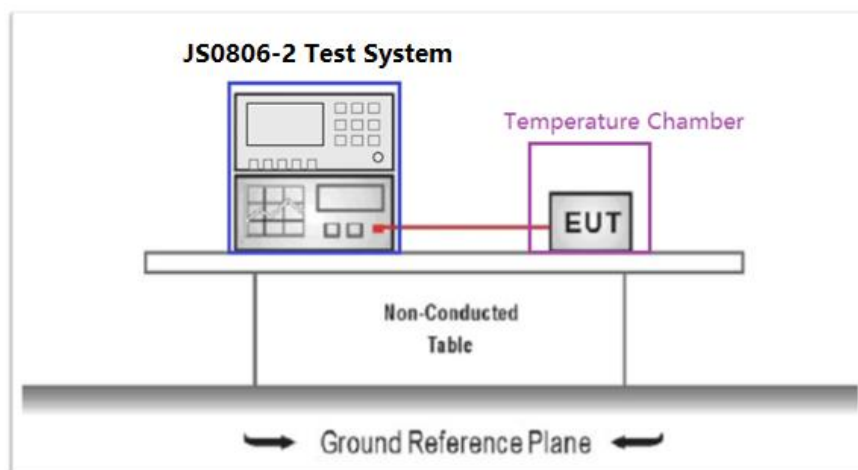 JS0806-2 Test System
Temperature Chamber
EUT
Non-Conducted
Table
Ground Reference Plane